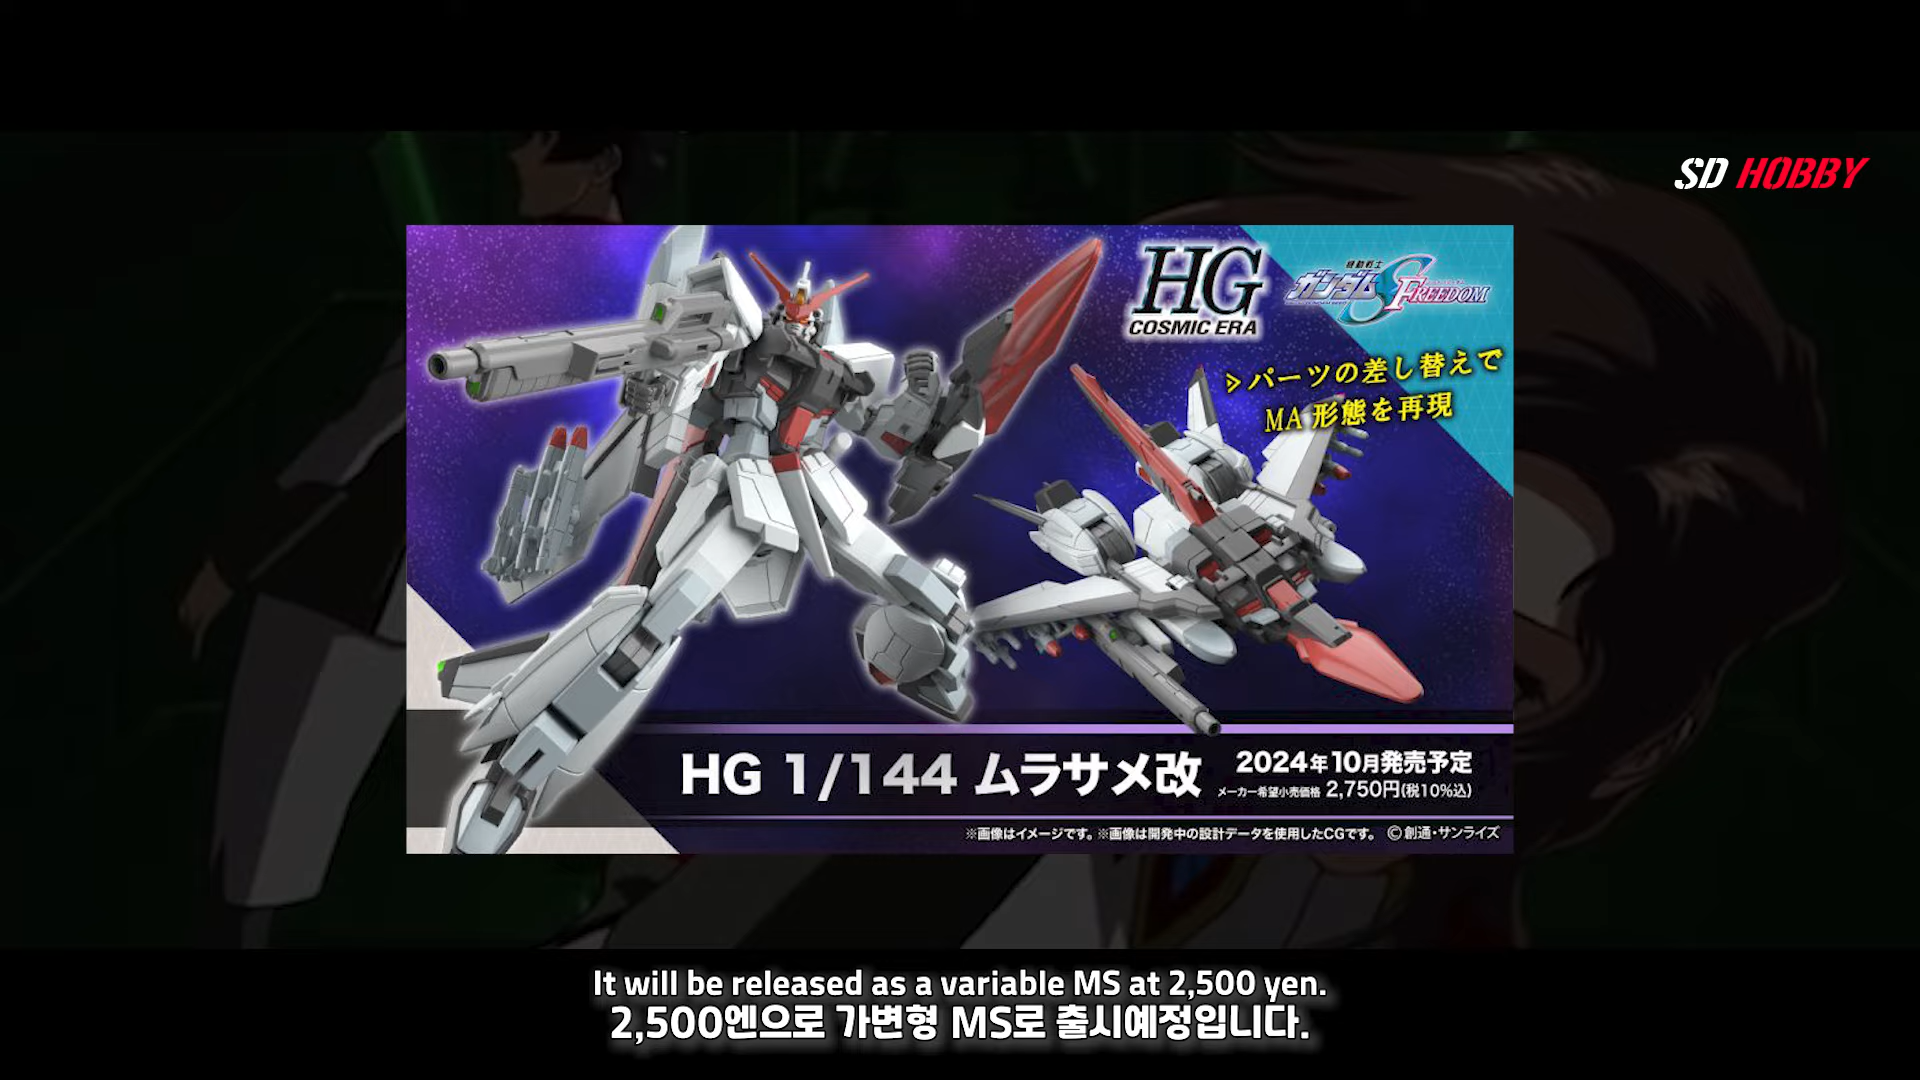 SD HOBBY
HG
COSMIC ERA
機動戦士
ガンダムSEED FREEDOM
>パーツの差し替えで
MA形態を再現
HG 1/144 ムラサメ改
2024年10月発売予定
メーカー希望小売価格 2,750円(税10%込)
※画像はイメージです。※画像は開発中の設計データを使用したCGです。 ©創通・サンライズ
It will be released as a variable MS at 2,500 yen.
2,500엔으로 가변형 MS로 출시예정입니다.